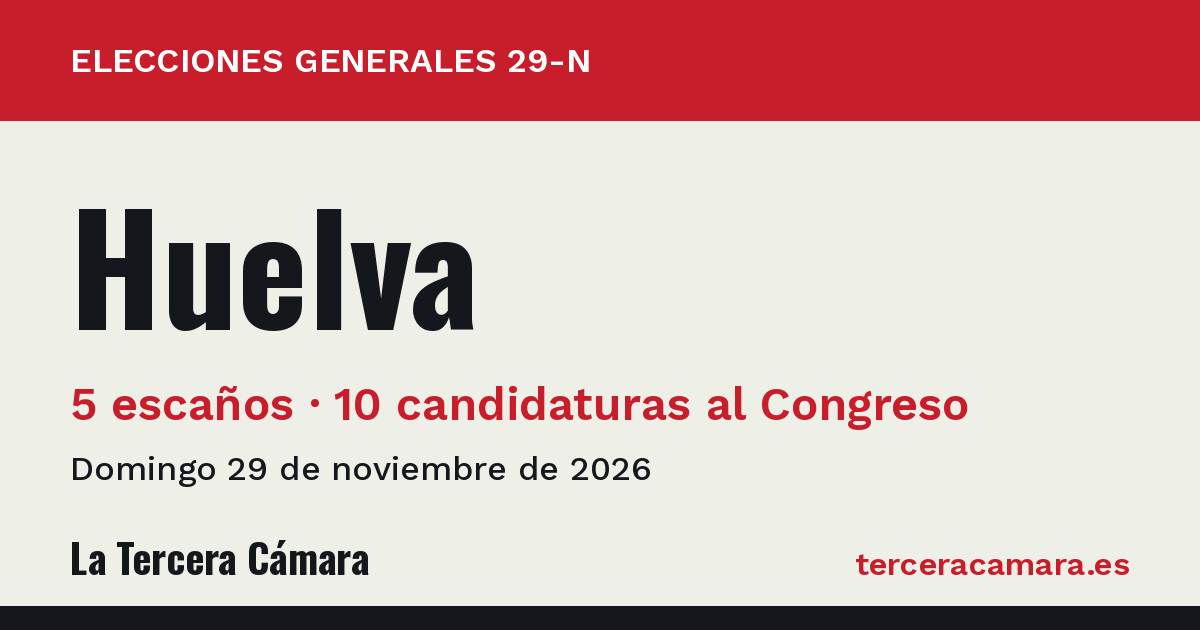 ELECCIONES GENERALES 29-N
Huelva
5 escaños · 10 candidaturas al Congreso
Domingo 29 de noviembre de 2026
La Tercera Cámara
terceracamara.es